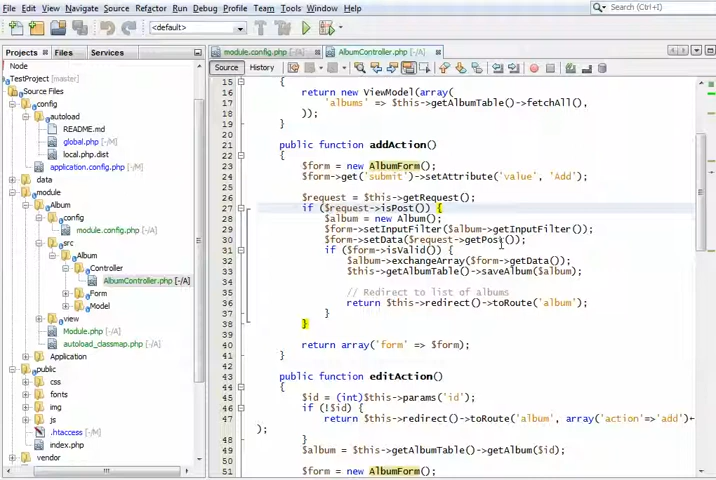 File Edit View Navigate Source Refactor Run Debug Profile Team Tools Window Help
Search (Ctrl+I)
<default>
Projects
Files
Services
Node
TestProject [master]
Source Files
config
autoload
README.md
global.php [-/M]
local.php.dist
application.config.php [-/M]
data
module
Album
config
module.config.php [-/A]
src
Album
Controller
AlbumController.php [-/A]
Form
Model
view
Module.php [-/A]
autoload_classmap.php [-/A]
Application
public
css
fonts
img
js
.htaccess [-/M]
index.php
vendor
module.config.php
AlbumController.php
Source
History
15 {
16 return new ViewModel(array(
17 'albums' => $this->getAlbumTable()->fetchAll(),
18 ));
19 }
20
21 public function addAction()
22 {
23 $form = new AlbumForm();
24 $form->get('submit')->setAttribute('value', 'Add');
25
26 $request = $this->getRequest();
27 if ($request->isPost()) {
28 $album = new Album();
29 $form->setInputFilter($album->getInputFilter());
30 $form->setData($request->getPost());
31 if ($form->isValid()) {
32 $album->exchangeArray($form->getData());
33 $this->getAlbumTable()->saveAlbum($album);
34
35 // Redirect to list of albums
36 return $this->redirect()->toRoute('album');
37 }
38 }
39
40 return array('form' => $form);
41 }
42
43 public function editAction()
44 {
45 $id = (int)$this->params('id');
46 if (!$id) {
47 return $this->redirect()->toRoute('album', array('action'=>'add')
);
48 }
49 $album = $this->getAlbumTable()->getAlbum($id);
50
51 $form = new AlbumForm();